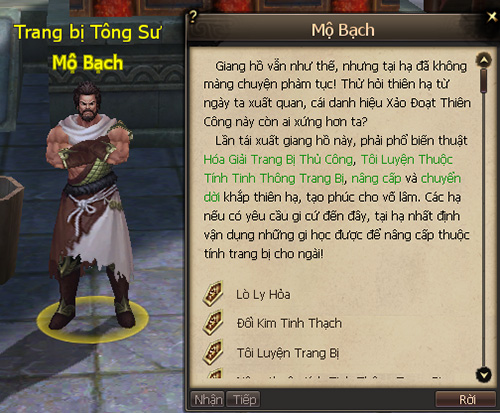 Trang bị Tông Sư
Mộ Bạch
?
Mộ Bạch
Giang hồ vẫn như thế, nhưng tại hạ đã không
màng chuyện phàm tục! Thử hỏi thiên hạ từ
ngày ta xuất quan, cái danh hiệu Xảo Đoạt Thiên
Công này còn ai xứng hơn ta?
Lần tái xuất giang hồ này, phải phổ biến thuật
Hóa Giải Trang Bị Thủ Công, Tôi Luyện Thuộc
Tính Tinh Thông Trang Bị, nâng cấp và chuyển
dời khắp thiên hạ, tạo phúc cho võ lâm. Các hạ
nếu có yêu cầu gì cứ đến đây, tại hạ nhất định
vận dụng những gì học được để nâng cấp thuộc
tính trang bị cho ngài!
Lò Ly Hỏa
Đổi Kim Tinh Thạch
Tôi Luyện Trang Bị
Nhận Tiếp Rời